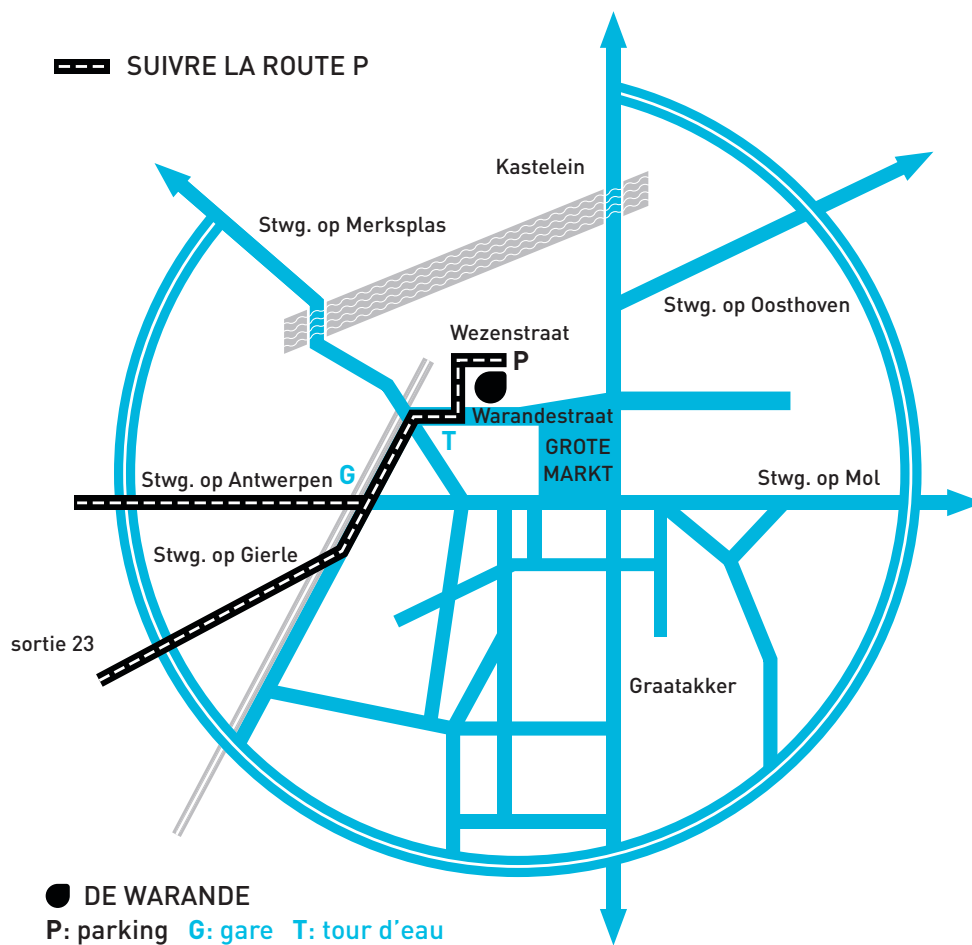 SUIVRE LA ROUTE P
Kastelein
Stwg. op Merksplas
Stwg. op Oosthoven
Wezenstraat
P
Warandestraat
T
GROTE
MARKT
G
Stwg. op Antwerpen
Stwg. op Mol
Stwg. op Gierle
sortie 23
Graatakker
DE WARANDE
P: parking G: gare T: tour d'eau